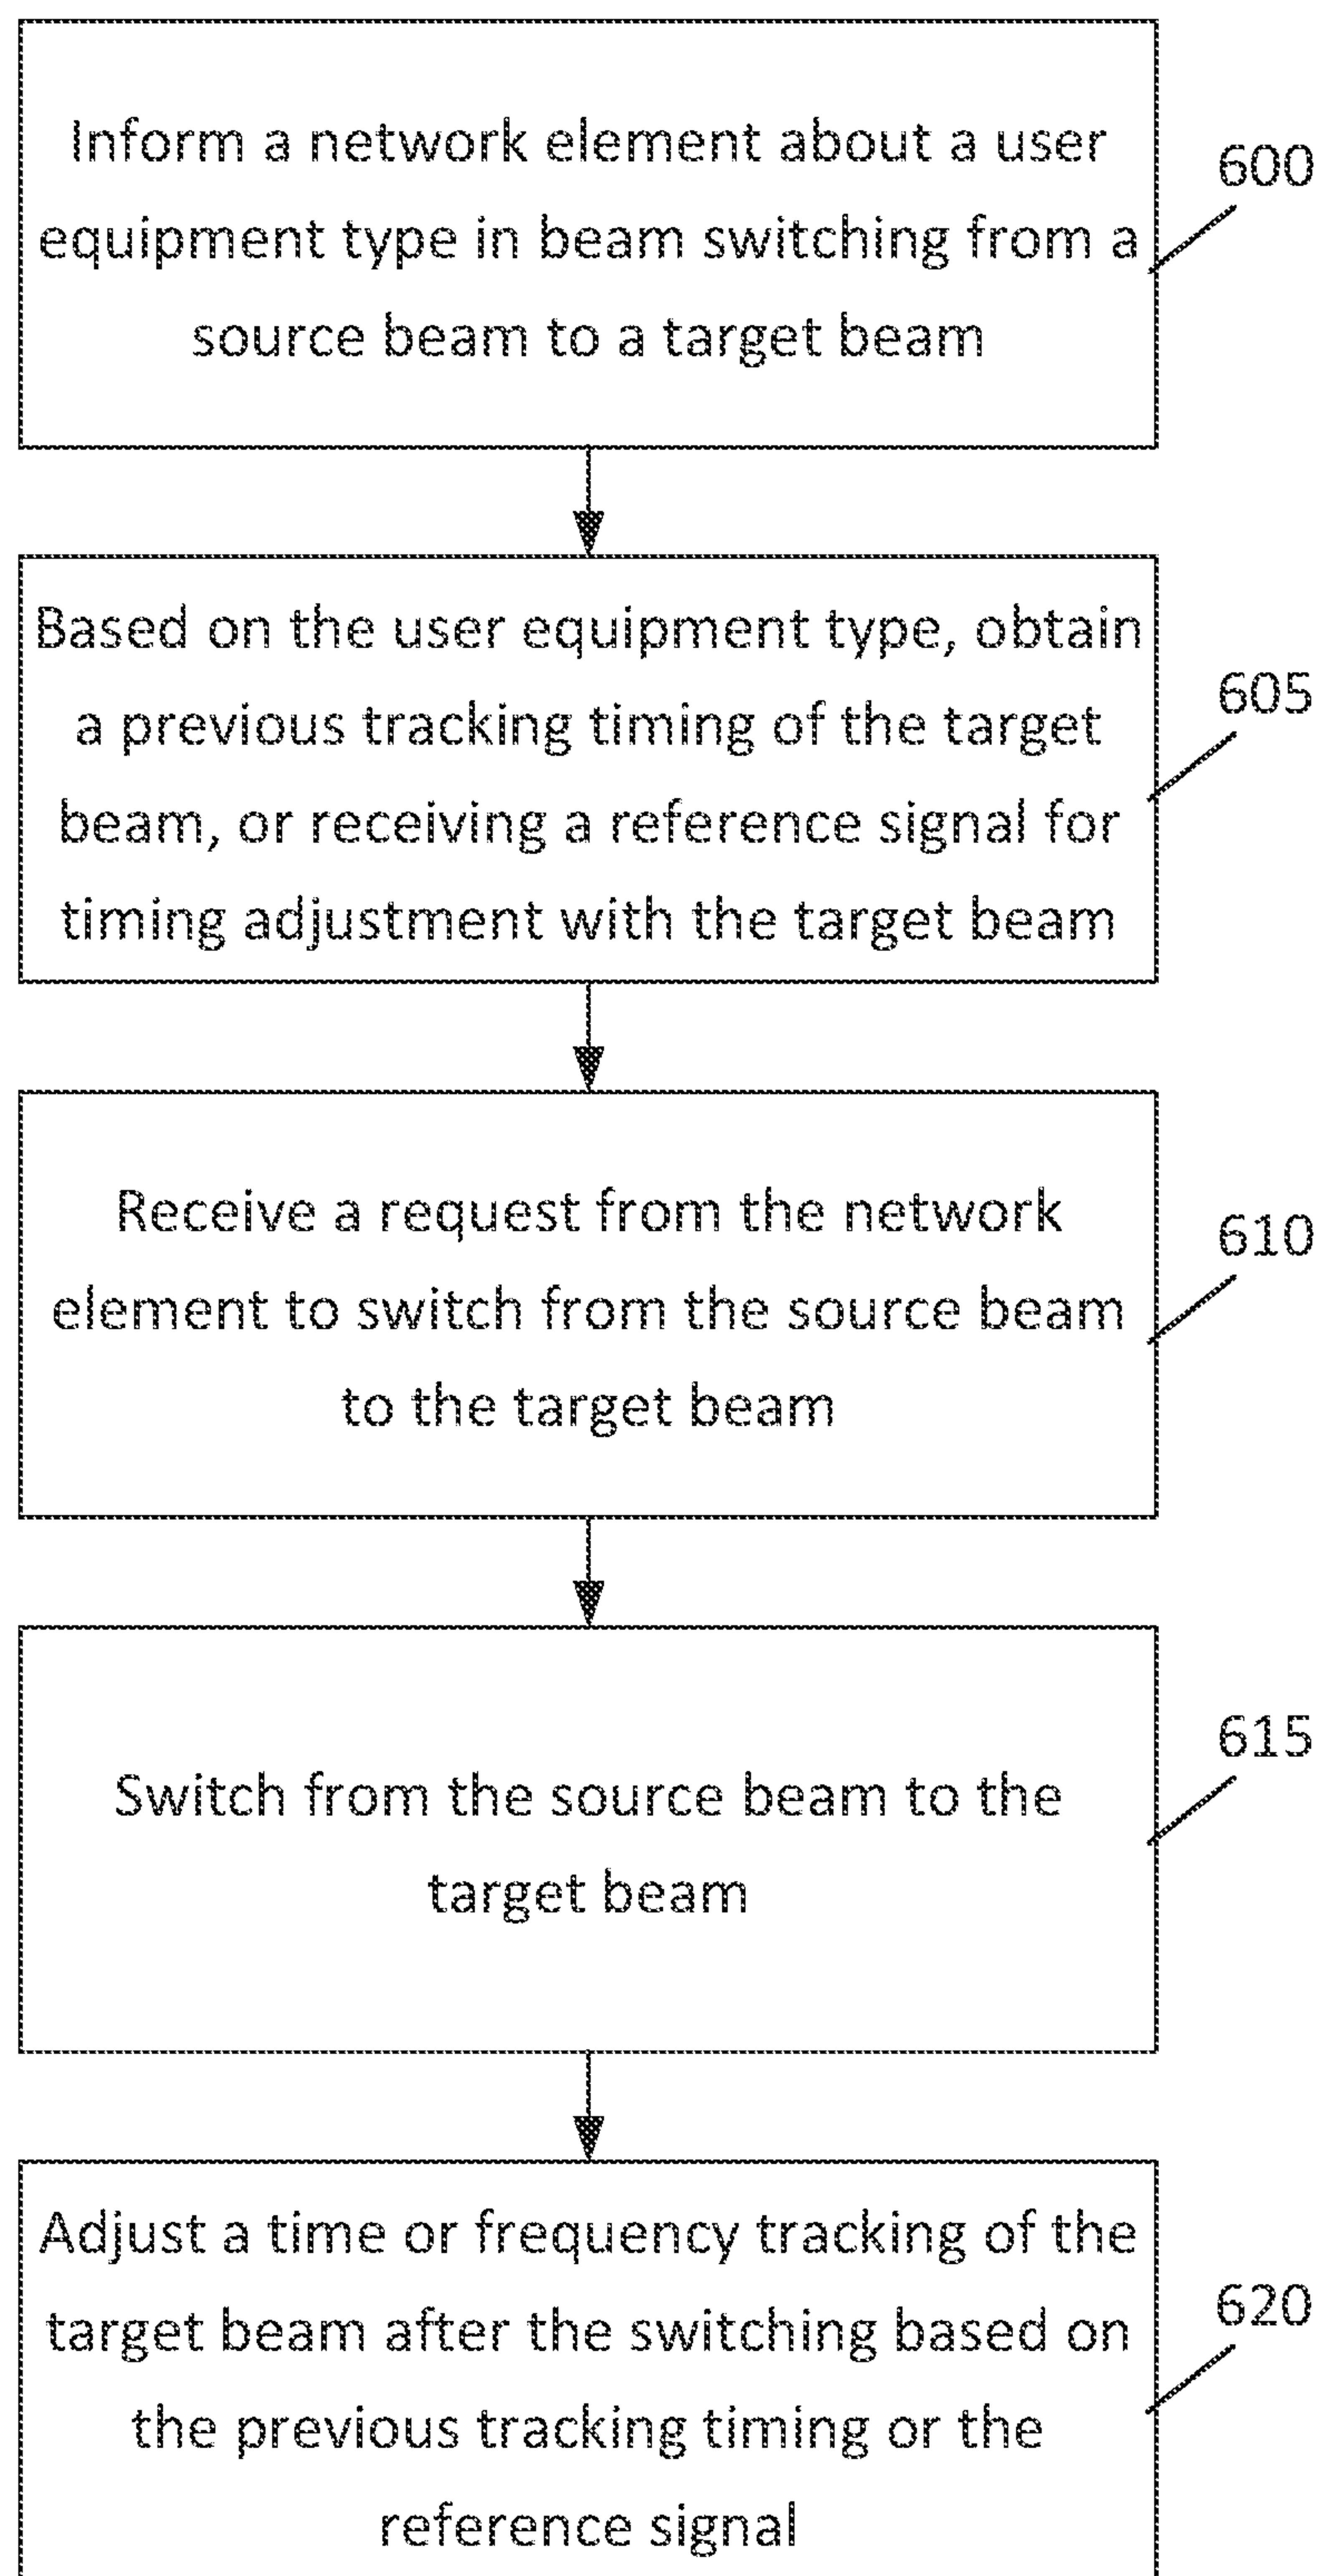 Inform a network element about a user
equipment type in beam switching from a
source beam to a target beam
600
Based on the user equipment type, obtain
a previous tracking timing of the target
beam, or receiving a reference signal for
timing adjustment with the target beam
605
Receive a request from the network
element to switch from the source beam
to the target beam
610
Switch from the source beam to the
target beam
615
Adjust a time or frequency tracking of the
target beam after the switching based on
the previous tracking timing or the
reference signal
620